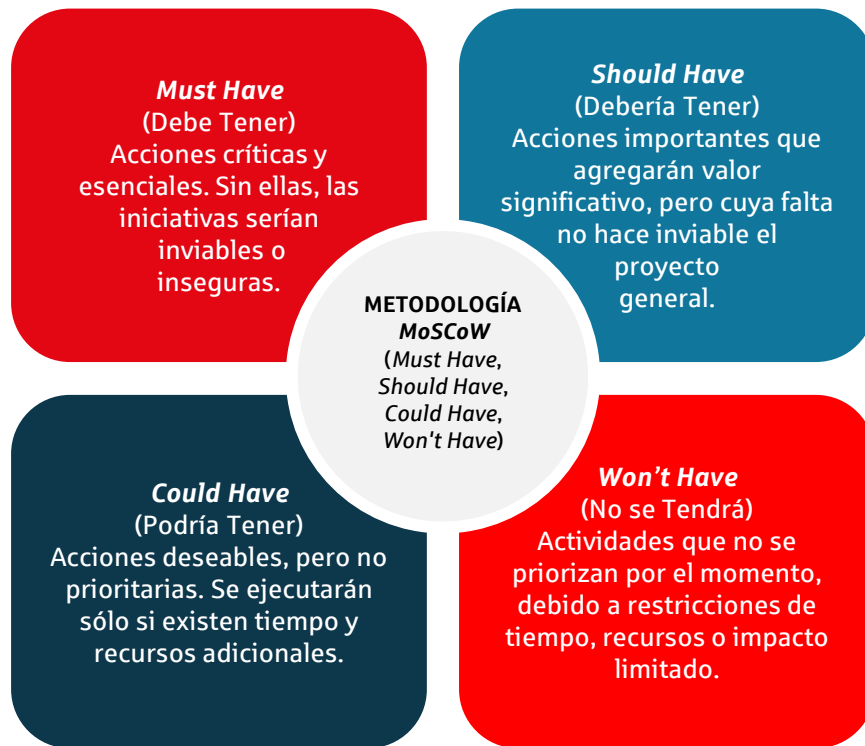 Must Have
(Debe Tener)
Acciones críticas y
esenciales. Sin ellas, las
iniciativas serían
inviables o
inseguras.
Should Have
(Debería Tener)
Acciones importantes que
agregarán valor
significativo, pero cuya falta
no hace inviable el
proyecto
general.
METODOLOGÍA
MoSCoW
(Must Have,
Should Have,
Could Have,
Won't Have)
Could Have
(Podría Tener)
Acciones deseables, pero no
prioritarias. Se ejecutarán
sólo si existen tiempo y
recursos adicionales.
Won’t Have
(No se Tendrá)
Actividades que no se
priorizan por el momento,
debido a restricciones de
tiempo, recursos o impacto
limitado.